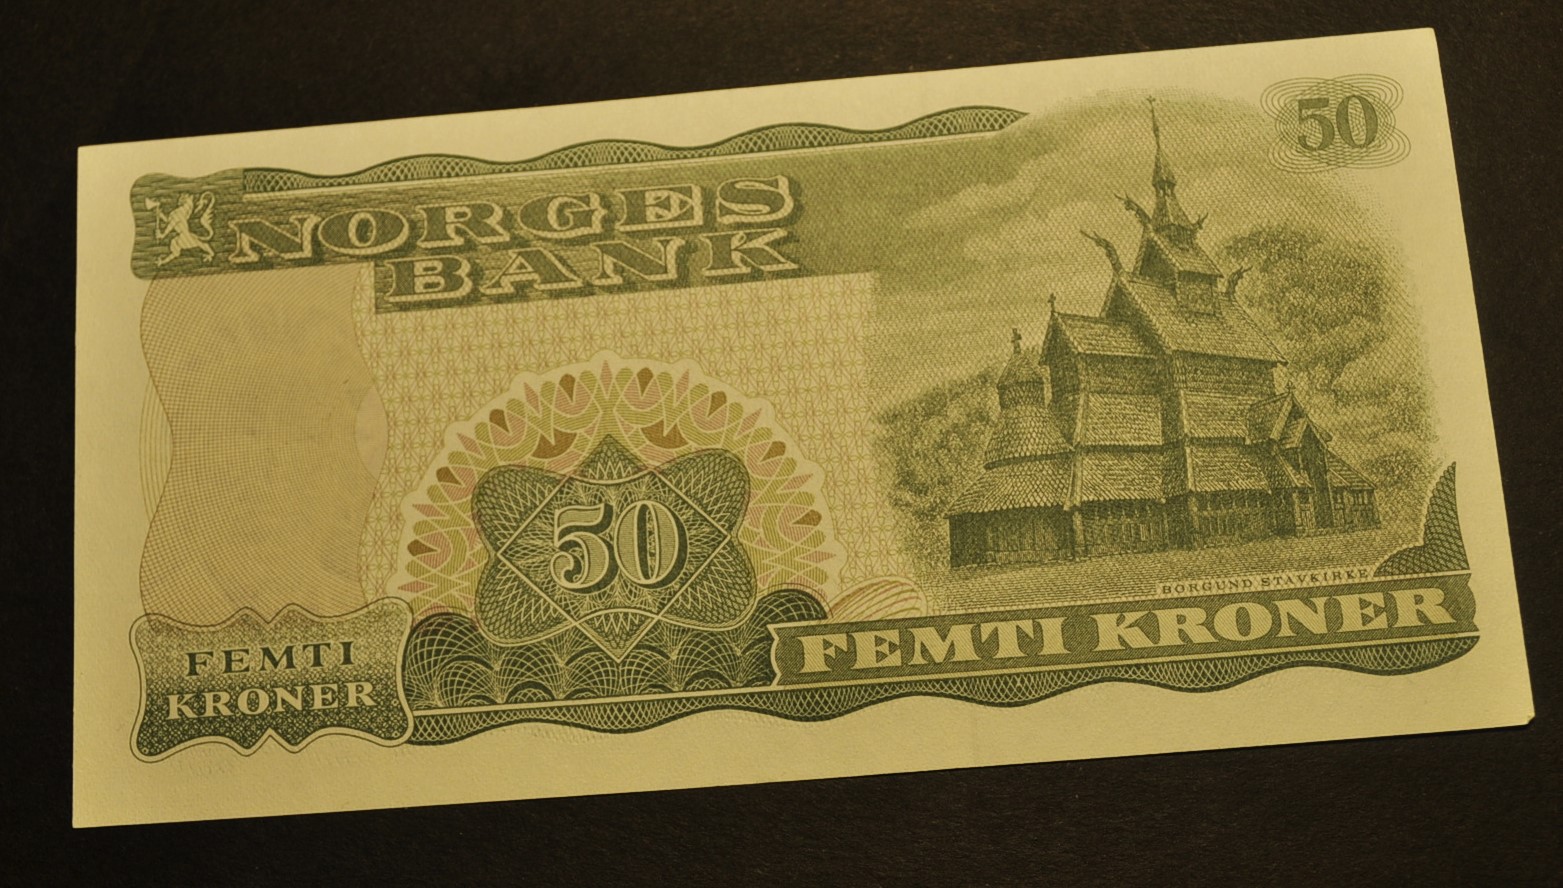 50
NORGES
BANK
50
BORGUND STAVKIRKE
FEMTI KRONER
FEMTI
KRONER